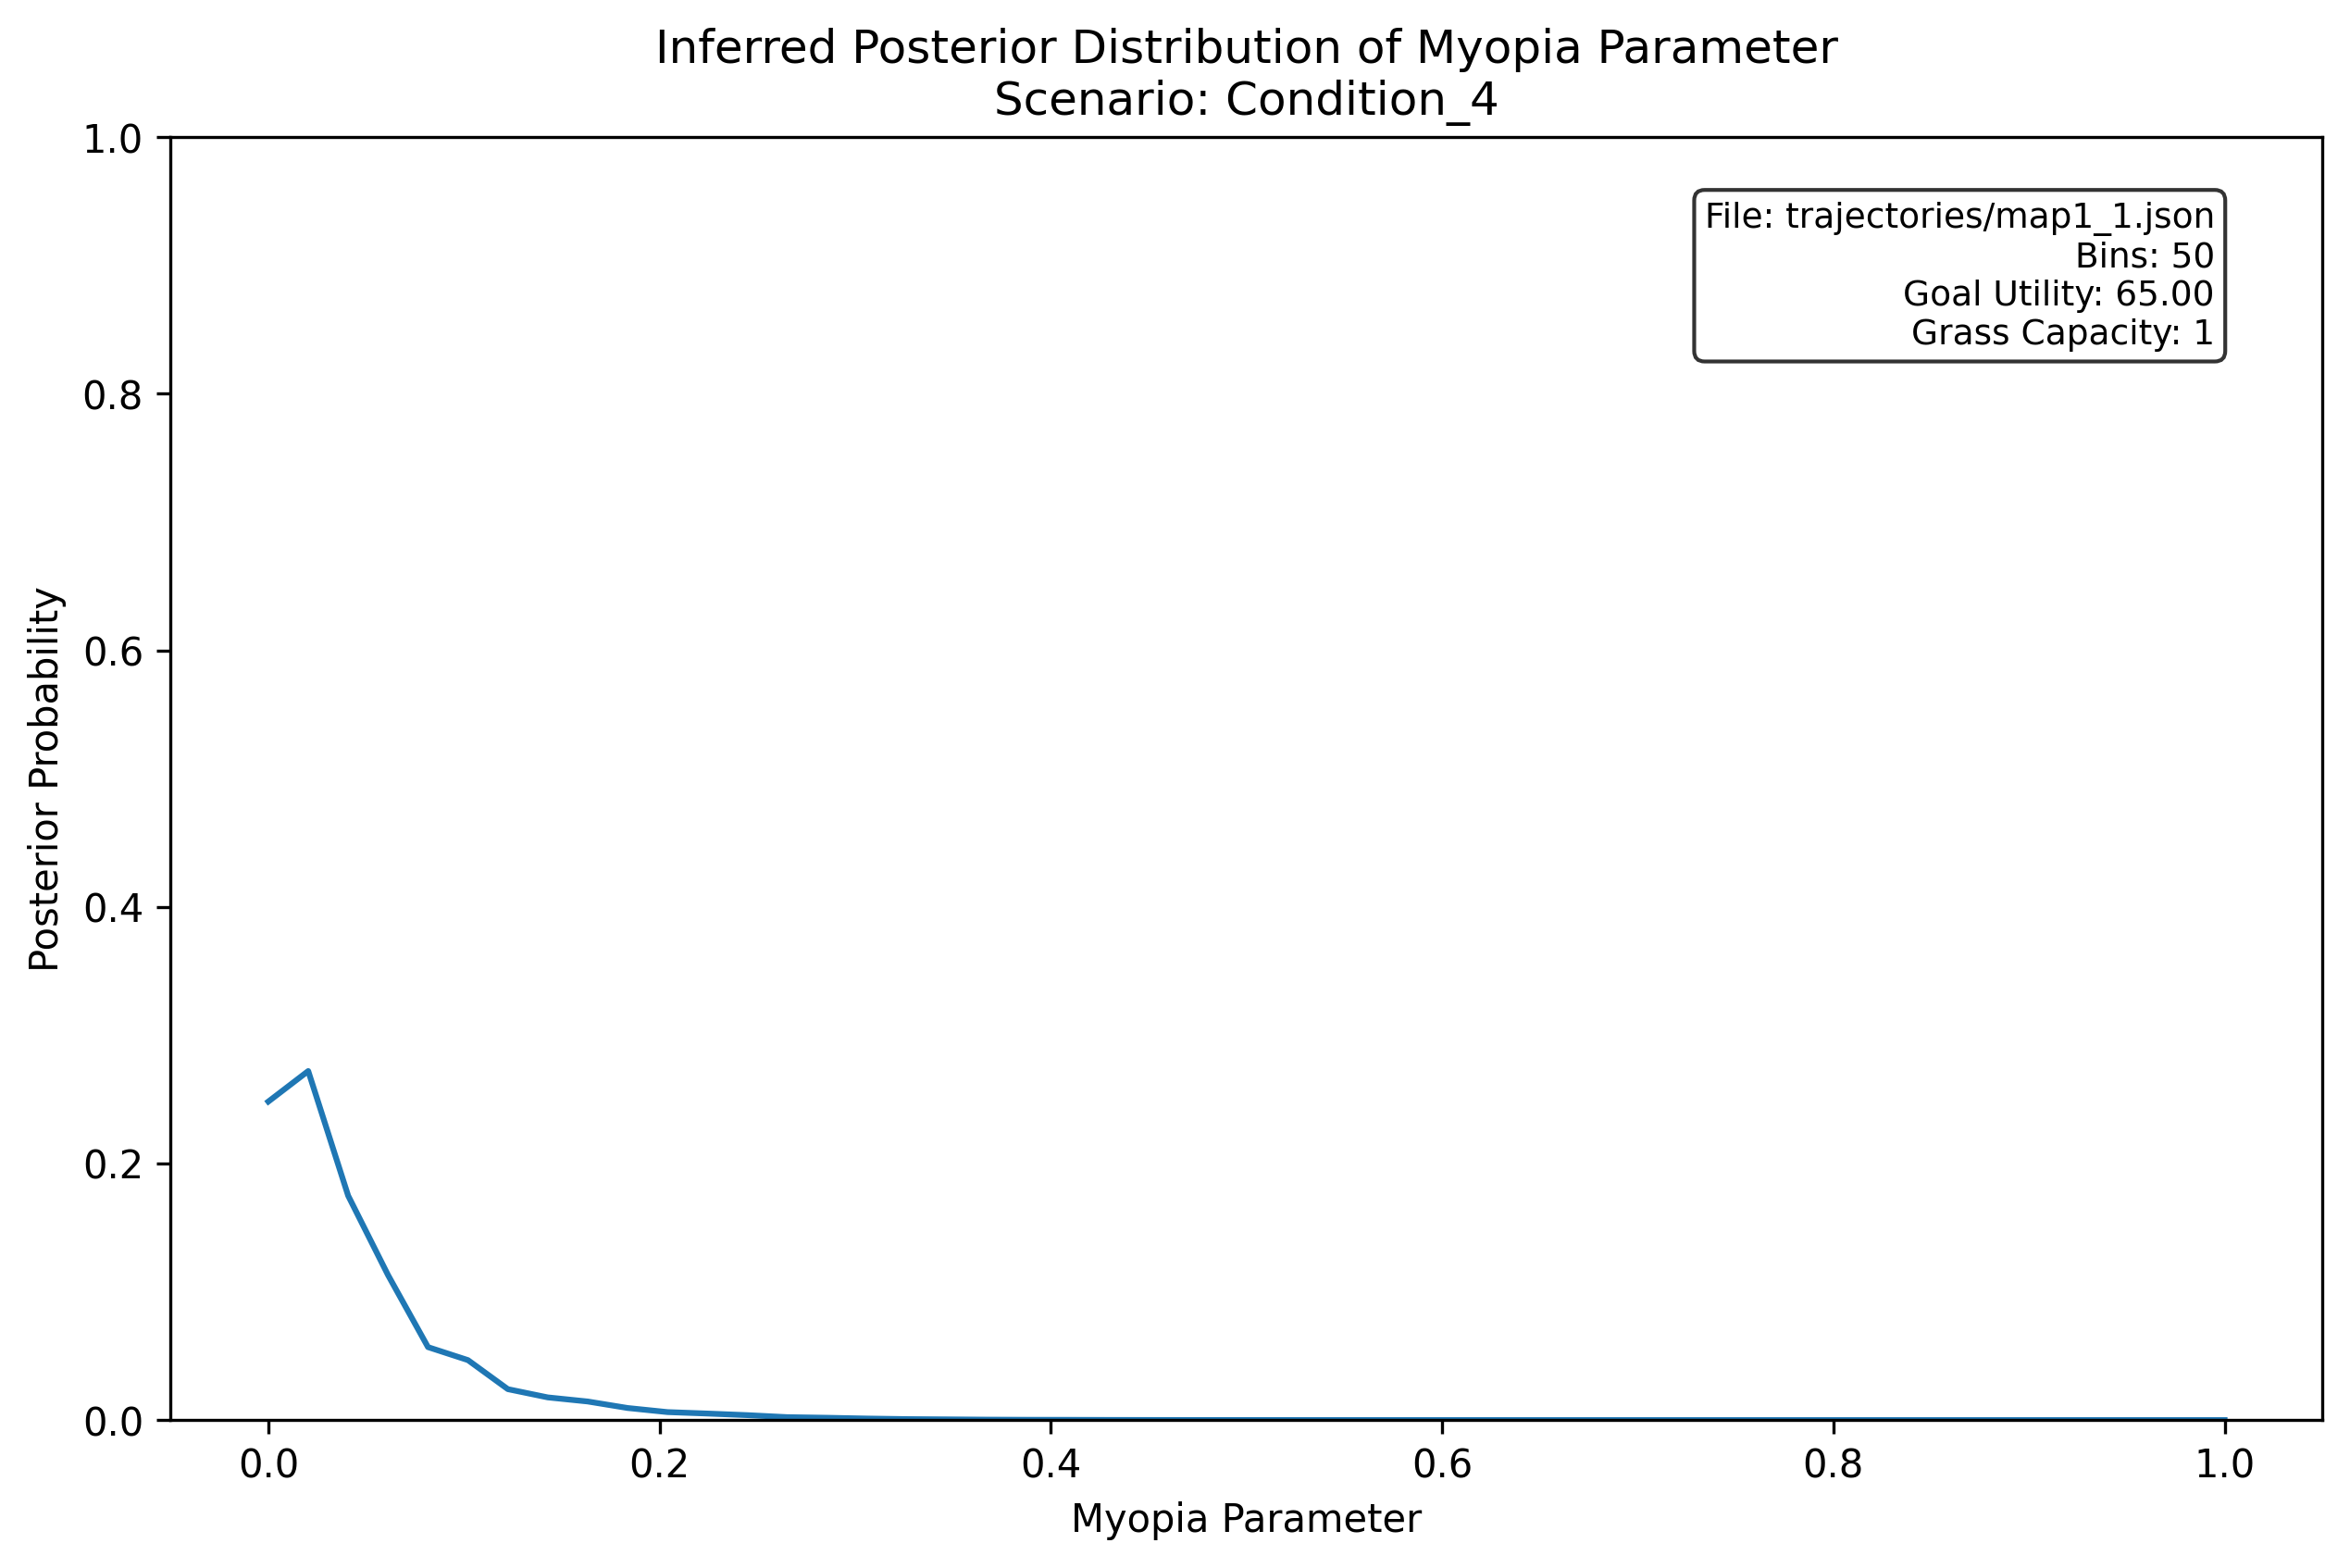 Inferred Posterior Distribution of Myopia Parameter
Scenario: Condition_4
File: trajectories/map1_1.json
Bins: 50
Goal Utility: 65.00
Grass Capacity: 1
Posterior Probability
1.0
0.8
0.6
0.4
0.2
0.0
0.0 0.2 0.4 0.6 0.8 1.0
Myopia Parameter